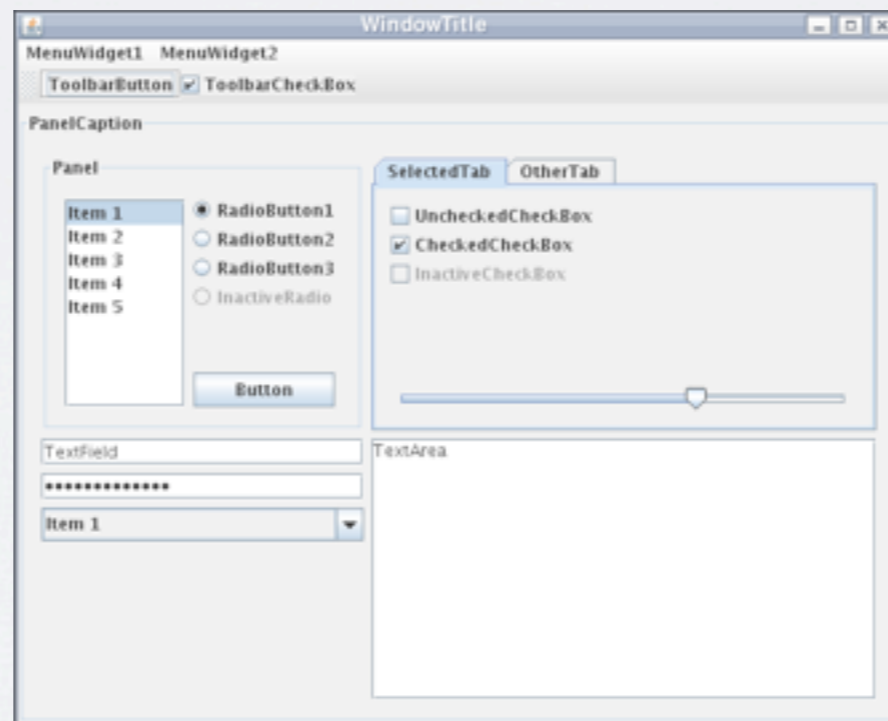 WindowTitle
MenuWidget1 MenuWidget2
ToolbarButton ToolbarCheckBox
PanelCaption
Panel
Item 1
Item 2
Item 3
Item 4
Item 5
RadioButton1
RadioButton2
RadioButton3
InactiveRadio
Button
SelectedTab OtherTab
UncheckedCheckBox
CheckedCheckBox
InactiveCheckBox
TextField
•••••••••••••
Item 1
TextArea